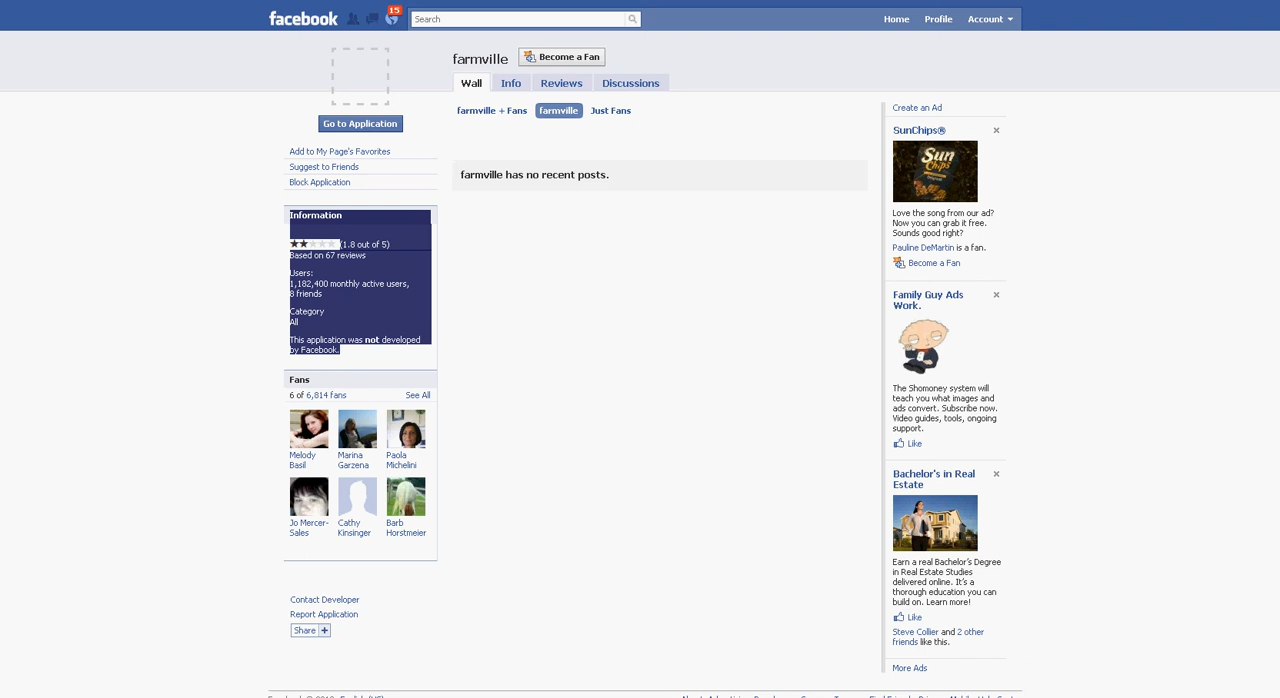 facebook
15
Search
Home Profile Account
farmville Become a Fan
Wall Info Reviews Discussions
farmville + Fans farmville Just Fans
farmville has no recent posts.
Go to Application
Add to My Page's Favorites
Suggest to Friends
Block Application
Information
(1.8 out of 5)
Based on 67 reviews
Users:
1,182,400 monthly active users,
8 friends
Category
All
This application was not developed
by Facebook.
Fans
6 of 6,814 fans See All
Melody
Basil
Marina
Garzena
Paola
Michelini
Jo Mercer-
Sales
Cathy
Kinsinger
Barb
Horstmeier
Contact Developer
Report Application
Share +
Create an Ad
SunChips®
Sun
Chips
Love the song from our ad?
Now you can grab it free.
Sounds good right?
Pauline DeMartin is a fan.
Become a Fan
Family Guy Ads
Work.
The Shomoney system will
teach you what images and
ads convert. Subscribe now.
Video guides, tools, ongoing
support.
Like
Bachelor's in Real
Estate
Earn a real Bachelor's Degree
in Real Estate Studies
delivered online. It's a
thorough education you can
build on. Learn more!
Like
Steve Collier and 2 other
friends like this.
More Ads